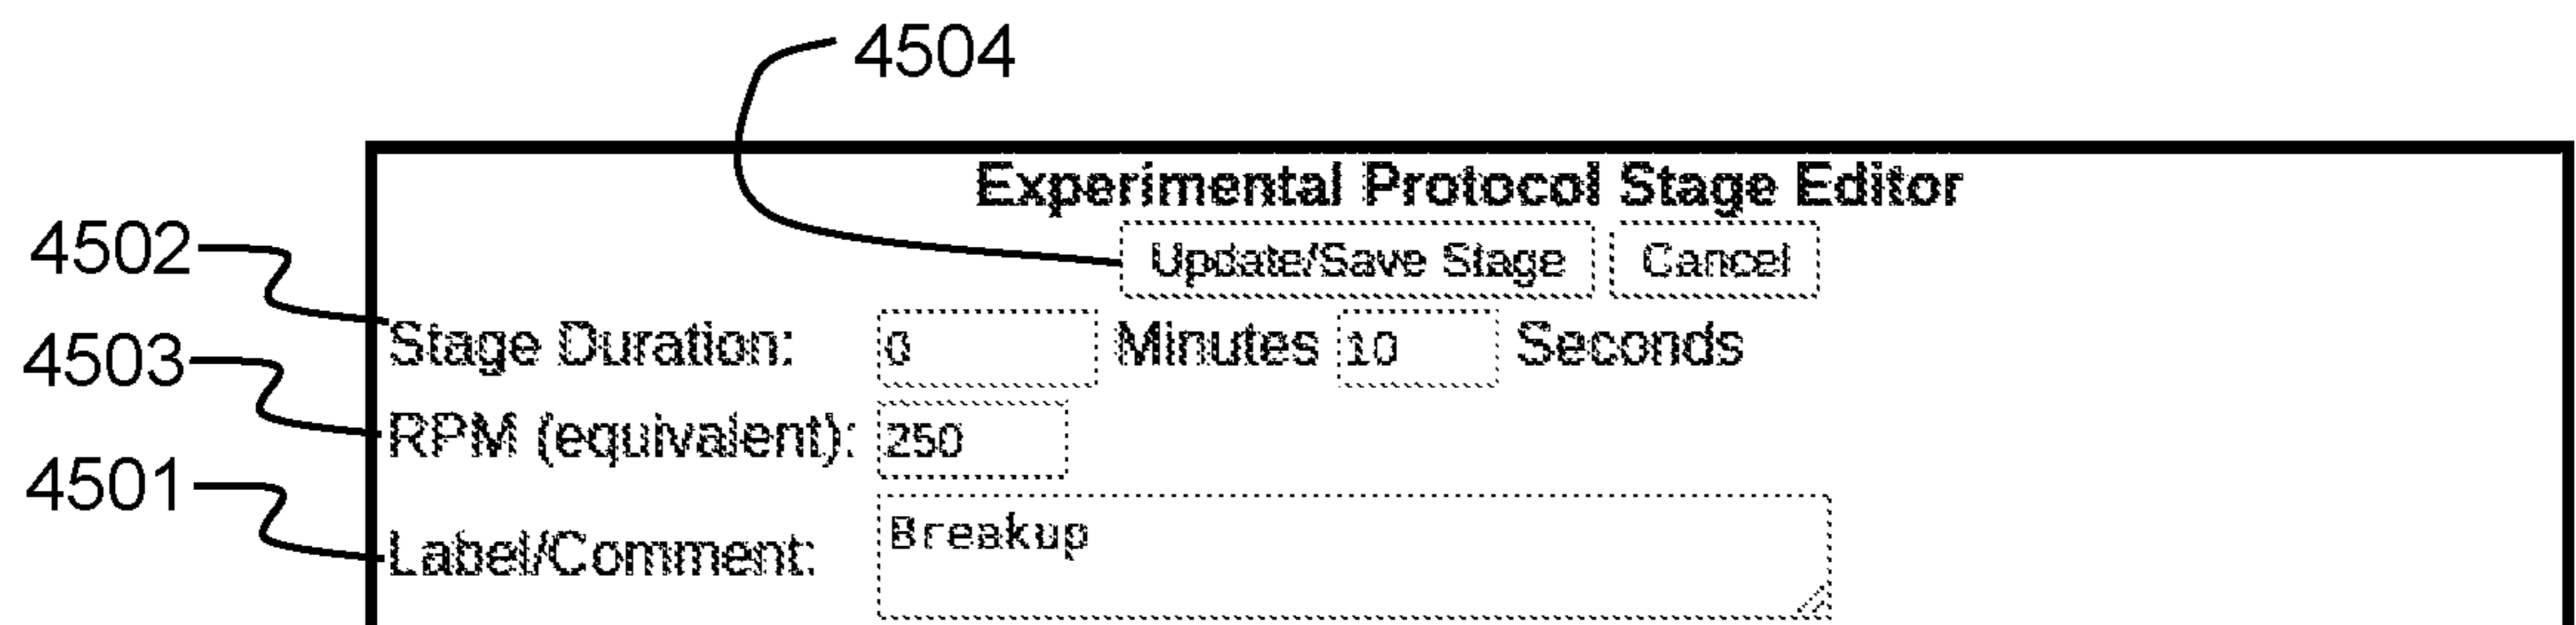 4504
Experimental Protocol Stage Editor
Update/Save Stage Cancel
4502
Stage Duration: 0 Minutes 10 Seconds
4503
RPM (equivalent): 250
4501
Label/Comment: Breakup